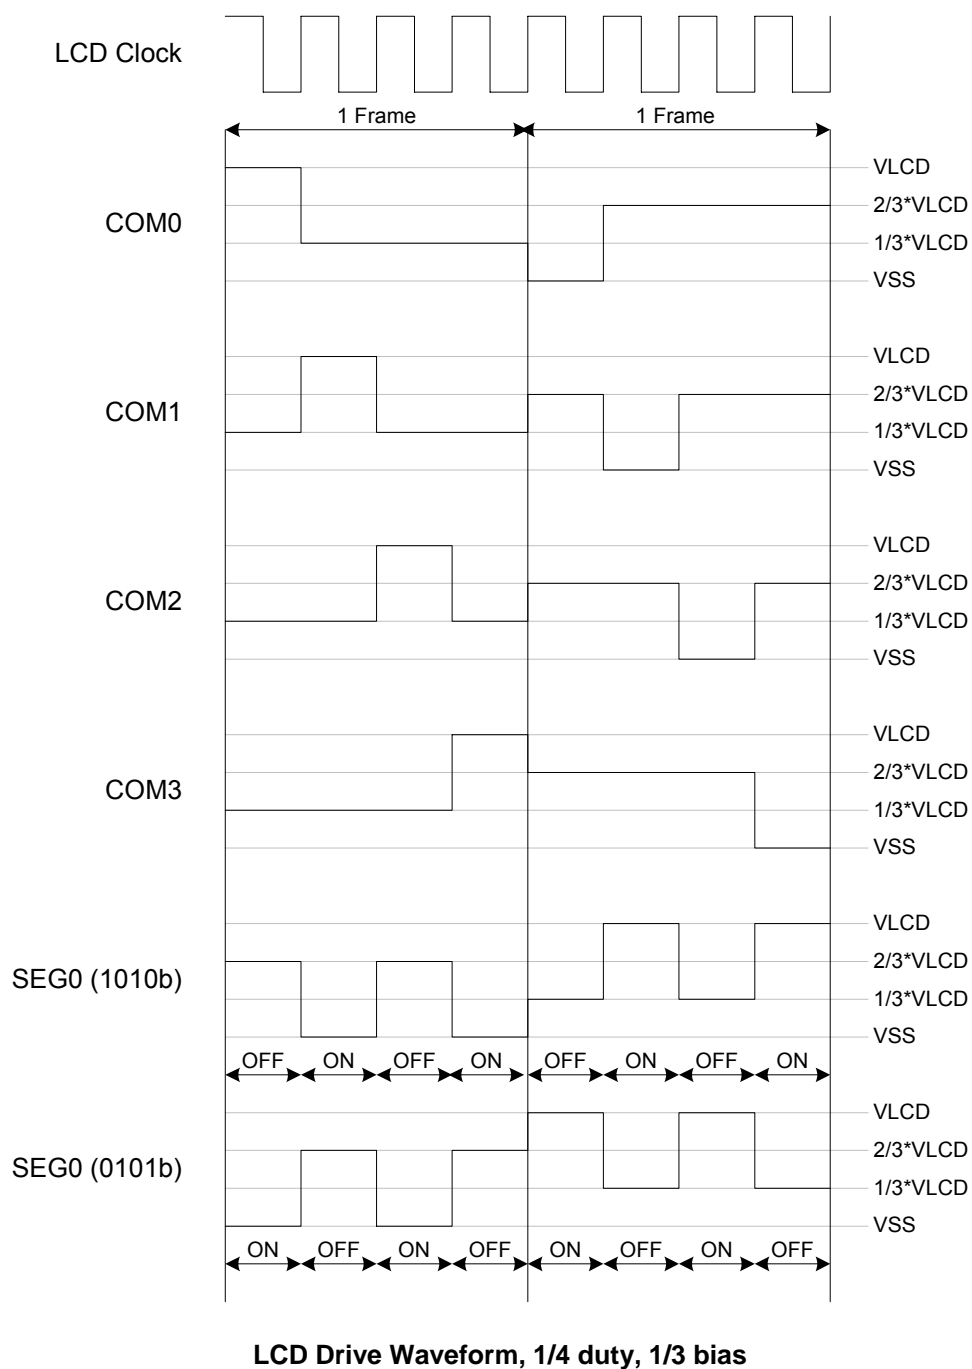 LCD Clock
1 Frame 1 Frame
COM0
VLCD
2/3*VLCD
1/3*VLCD
VSS
COM1
VLCD
2/3*VLCD
1/3*VLCD
VSS
COM2
VLCD
2/3*VLCD
1/3*VLCD
VSS
COM3
VLCD
2/3*VLCD
1/3*VLCD
VSS
SEG0 (1010b)
VLCD
2/3*VLCD
1/3*VLCD
VSS
OFF ON OFF ON OFF ON OFF ON
SEG0 (0101b)
VLCD
2/3*VLCD
1/3*VLCD
VSS
ON OFF ON OFF ON OFF ON OFF
LCD Drive Waveform, 1/4 duty, 1/3 bias